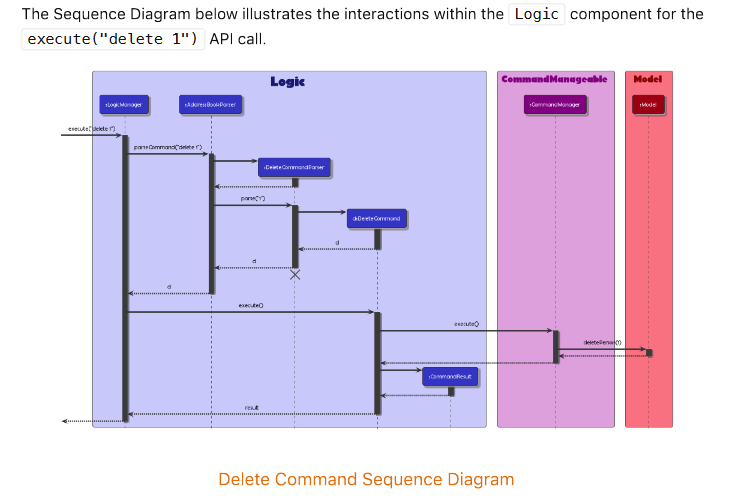 The Sequence Diagram below illustrates the interactions within the Logic component for the
execute("delete 1") API call.
Logic
CommandManageable
Model
:LogicManager
:AddressBookParser
:CommandManager
:Model
execute("delete 1")
parseCommand("delete 1")
:DeleteCommandParser
parse("1")
d:DeleteCommand
d
d
d
execute()
execute()
deletePerson(1)
:CommandResult
result
Delete Command Sequence Diagram